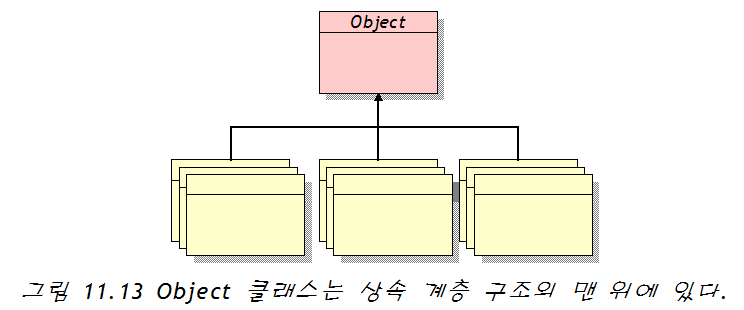 Object
그림 11.13 Object 클래스는 상속 계층 구조의 맨 위에 있다.